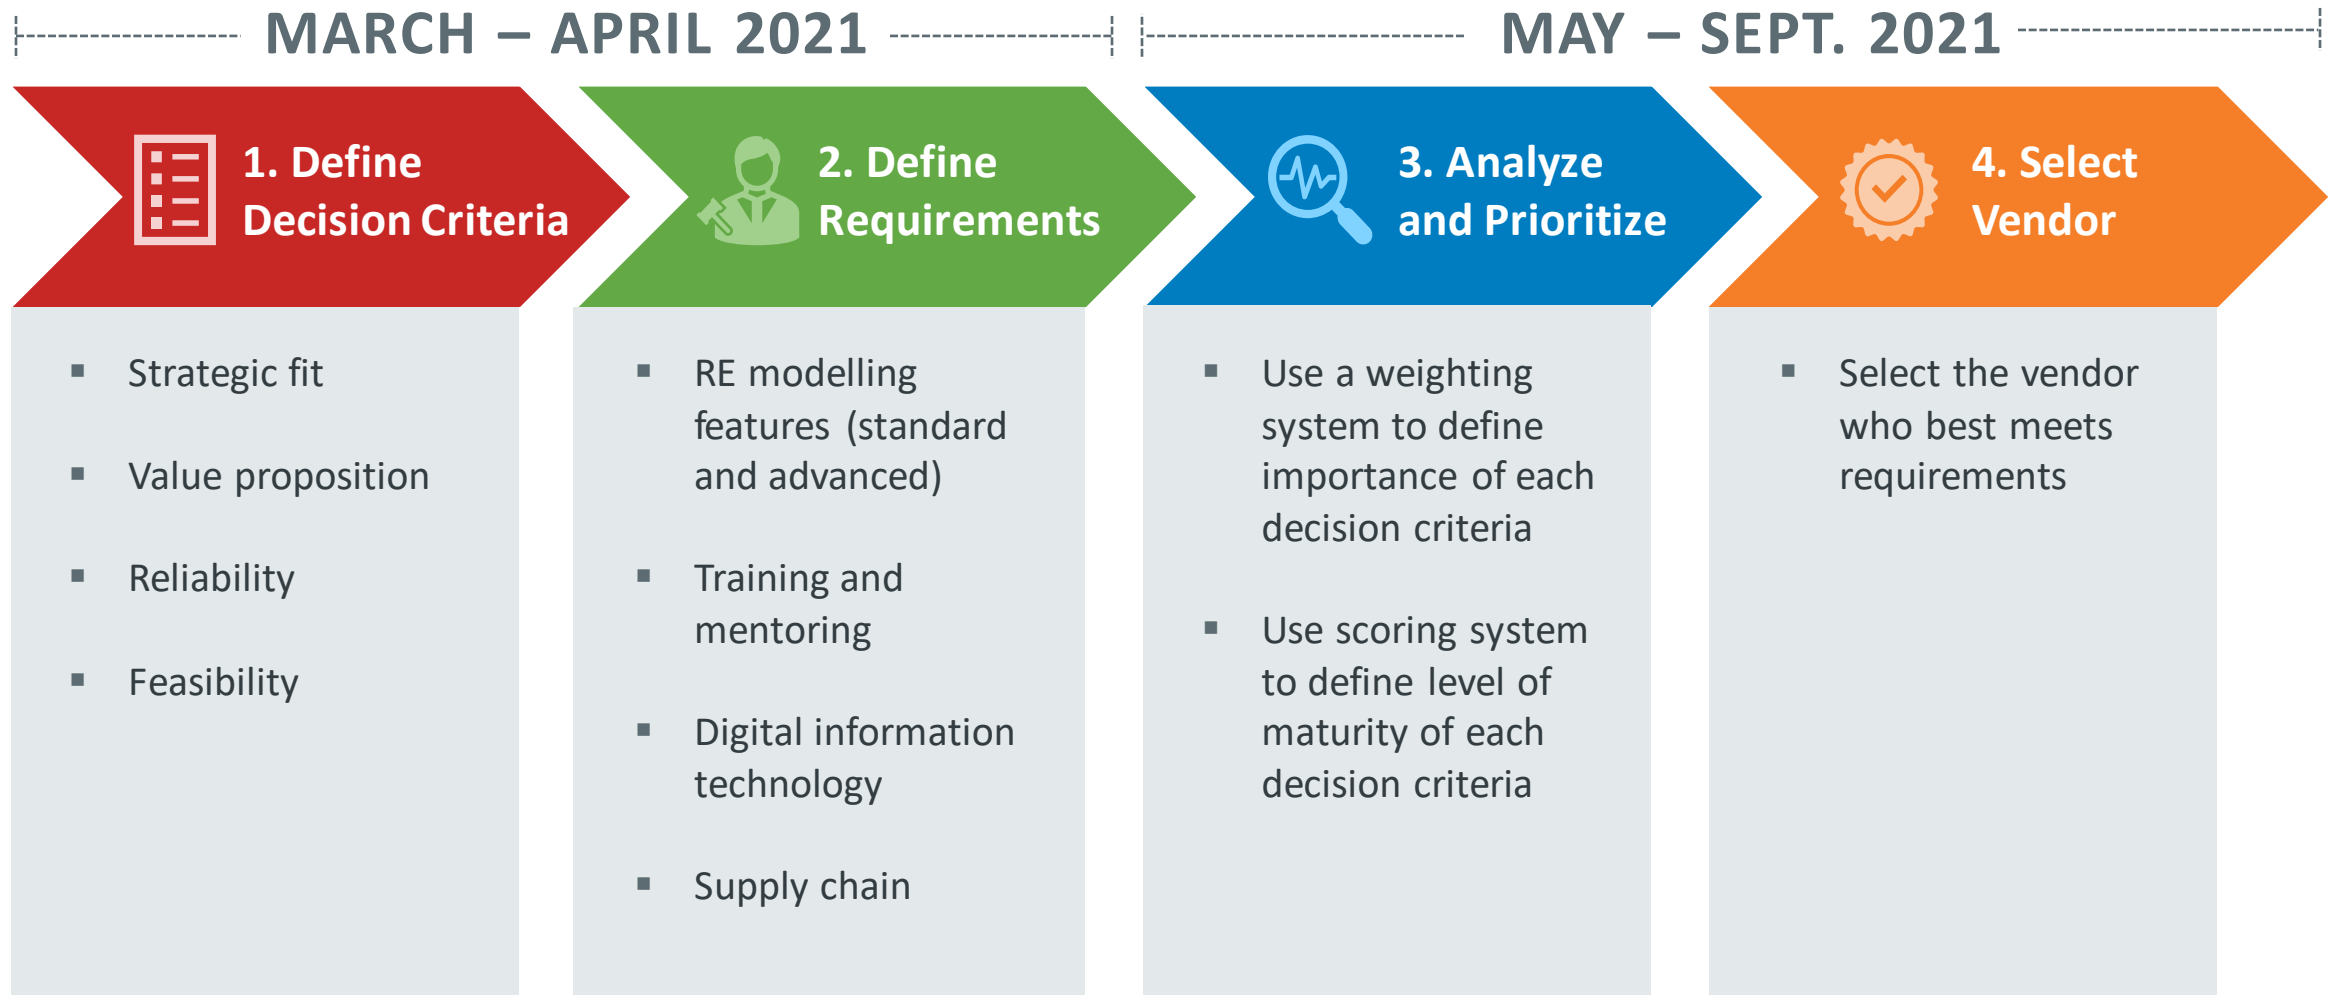 MARCH – APRIL 2021
MAY – SEPT. 2021
1. Define
Decision Criteria
▪ Strategic fit
▪ Value proposition
▪ Reliability
▪ Feasibility
2. Define
Requirements
▪ RE modelling
features (standard
and advanced)
▪ Training and
mentoring
▪ Digital information
technology
▪ Supply chain
3. Analyze
and Prioritize
▪ Use a weighting
system to define
importance of each
decision criteria
▪ Use scoring system
to define level of
maturity of each
decision criteria
4. Select
Vendor
▪ Select the vendor
who best meets
requirements